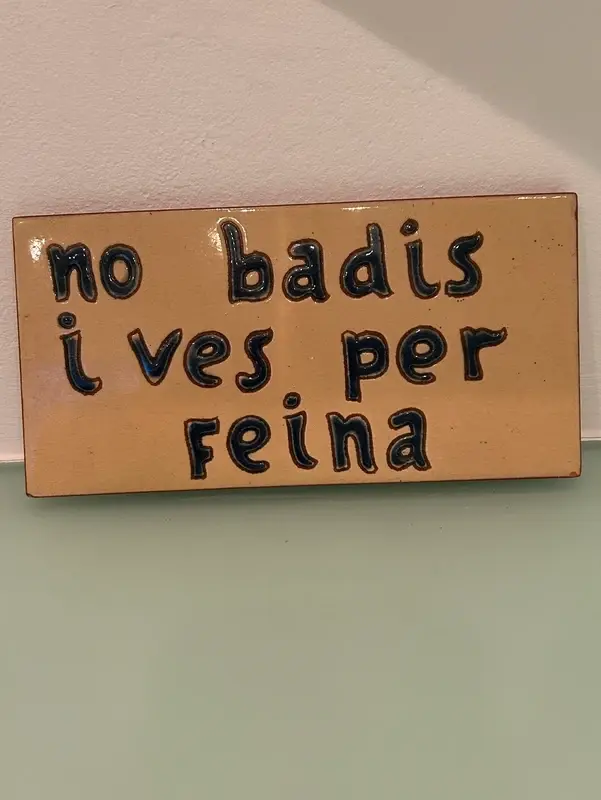 no badis
i ves per
feina